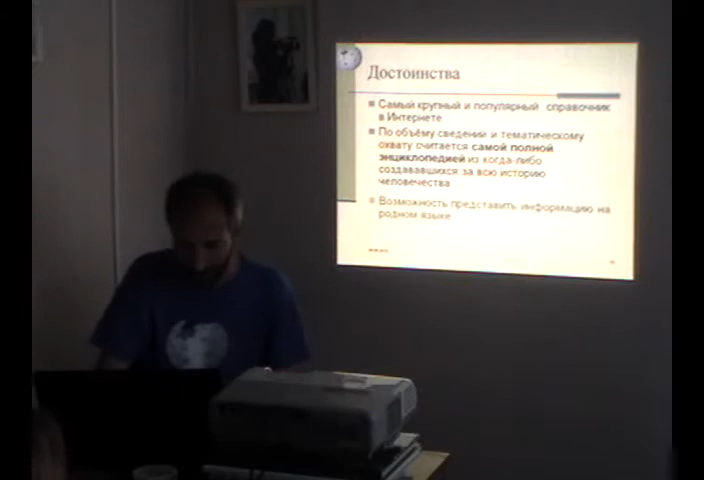 Достоинства
Самый крупный и популярный справочник
в Интернете
По объёму сведений и тематическому
охвату считается самой полной
энциклопедией из когда-либо
создававшихся за всю историю
человечества
Возможность представить информацию на
родном языке